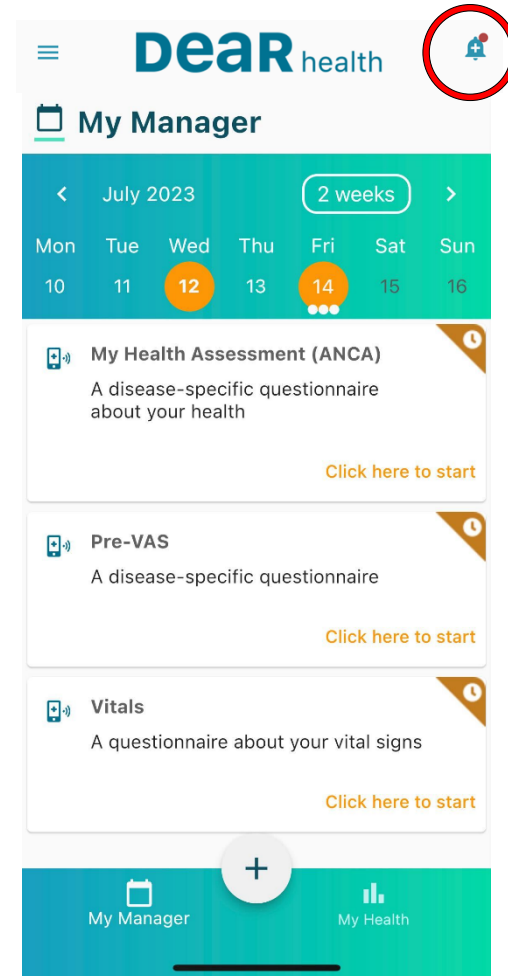 DeaR health
My Manager
July 2023 2 weeks
Mon Tue Wed Thu Fri Sat Sun
10 11 12 13 14 15 16
My Health Assessment (ANCA)
A disease-specific questionnaire
about your health
Click here to start
Pre-VAS
A disease-specific questionnaire
Click here to start
Vitals
A questionnaire about your vital signs
Click here to start
+
My Manager My Health